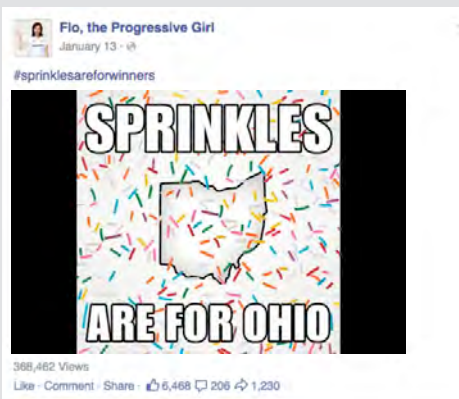 Flo, the Progressive Girl
January 13 ·
#sprinklesareforwinners
SPRINKLES
ARE FOR OHIO
368,462 Views
Like · Comment · Share · 6,468 206 1,230